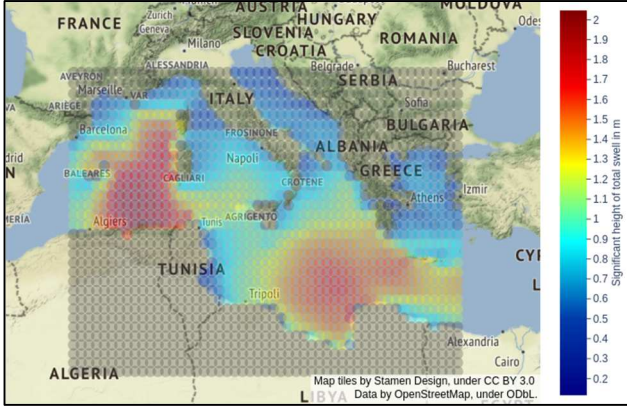 AUSTRIA
MOLDOVA
FRANCE
Zürich
HUNGARY
Geneva
SLOVENIA
ROMANIA
Milano
CROATIA
AVEYRON
ALESSANDRIA
Belgrade
Bucharest
Marseille
VAR
SERBIA
ARIÈGE
ITALY
Sofia
Barcelona
FROSINONE
BULGARIA
ALBANIA
Napoli
BALEARES
CAGLIARI
CROTENE
GREECE
Izmir
Athens
Algiers
Tunis
AGRIGENTO
TUNISIA
Tripoli
Alexandria
Cairo
ALGERIA
LIBYA
Map tiles by Stamen Design, under CC BY 3.0
Data by OpenStreetMap, under ODbL.
2
1.9
1.8
1.7
1.6
1.5
1.4
1.3
1.2
1.1
1
0.9
0.8
0.7
0.6
0.5
0.4
0.3
0.2
Significant height of total swell in m